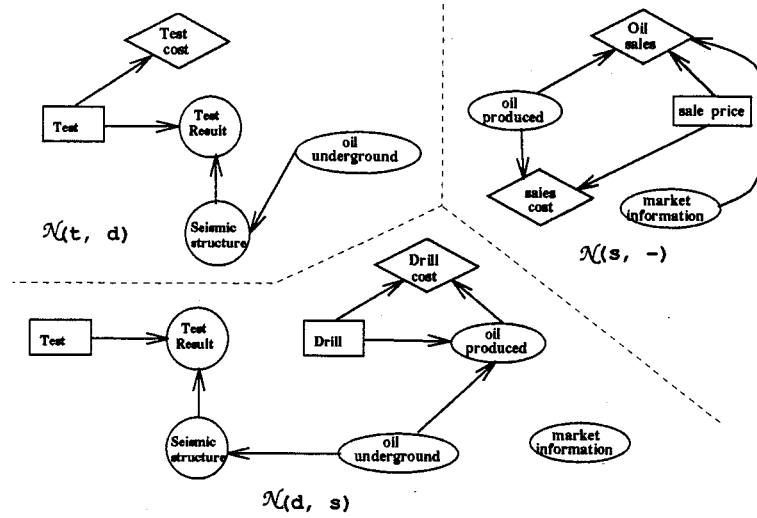 Test
cost
Test
Test
Result
oil
underground
Seismic
structure
N(t, d)
Oil
sales
oil
produced
sale price
sales
cost
market
information
N(s, -)
Drill
cost
Test
Test
Result
Drill
oil
produced
Seismic
structure
oil
underground
market
information
N(d, s)